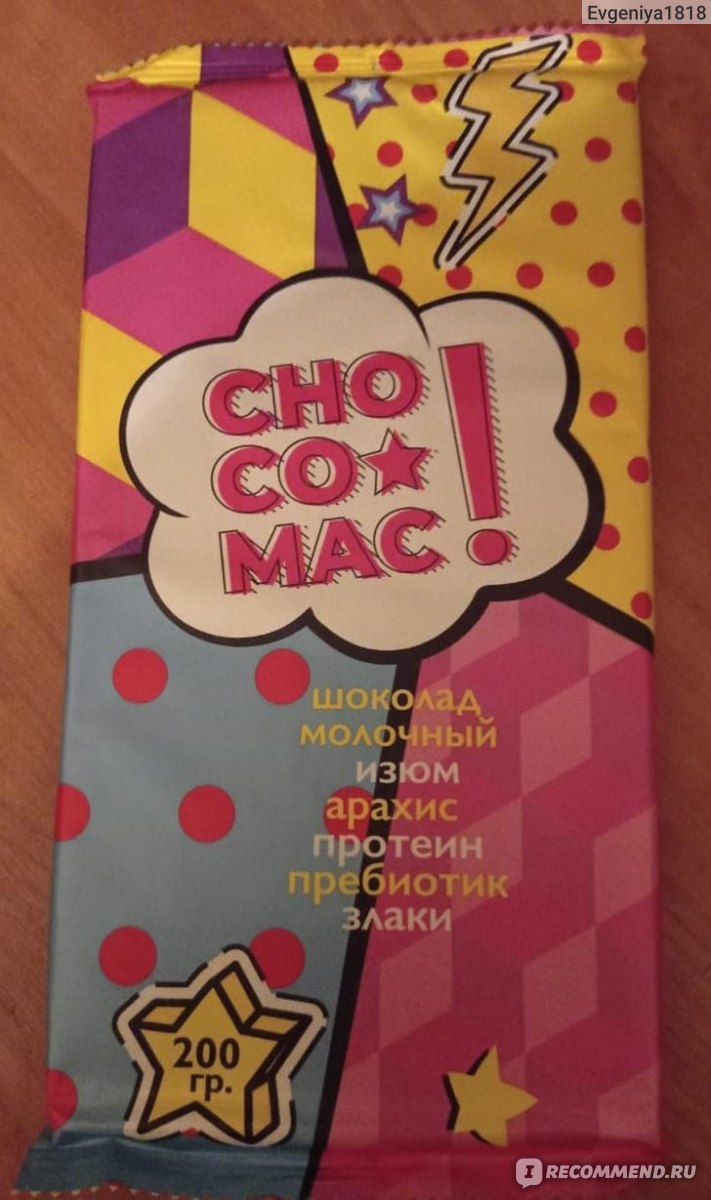 Evgeniya1818
CHO
CO★
MAC!
шоколад
молочный
изюм
арахис
протеин
пребиотик
злаки
200
гр.
I RECOMMEND.RU